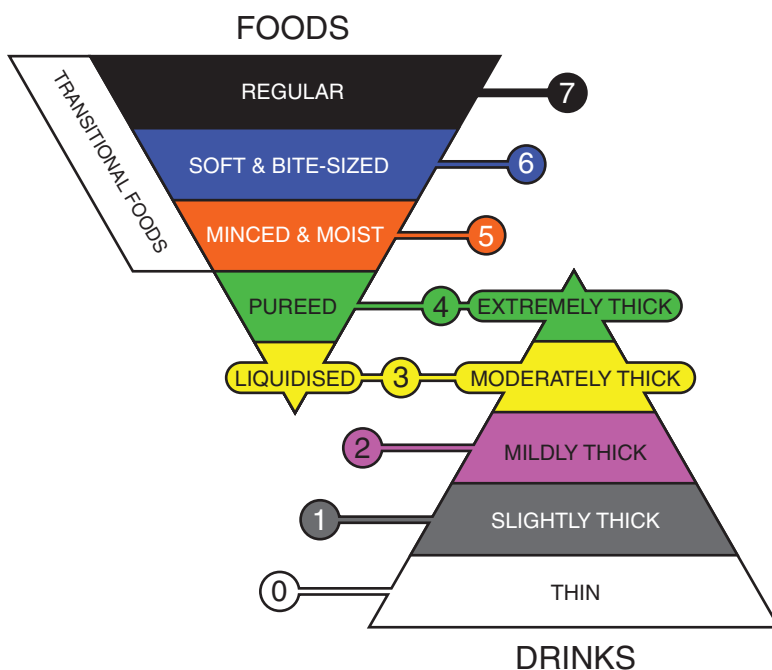 FOODS
TRANSITIONAL FOODS
REGULAR
7
SOFT & BITE-SIZED
6
MINCED & MOIST
5
PUREED
4
EXTREMELY THICK
LIQUIDISED
3
MODERATELY THICK
2
MILDLY THICK
1
SLIGHTLY THICK
0
THIN
DRINKS